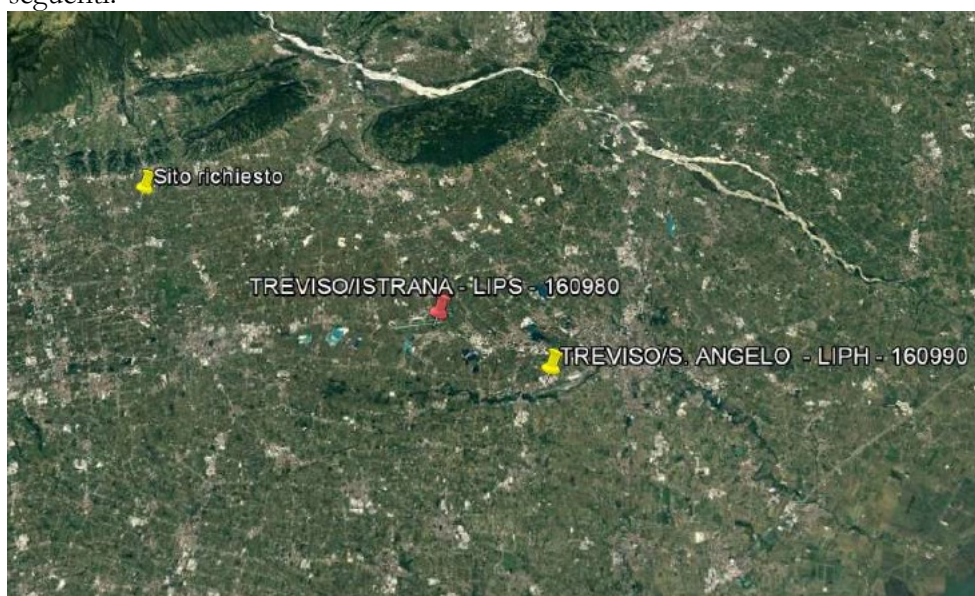 seguenti:
Sito richiesto
TREVISO/ISTRANA - LIPS - 160980
TREVISO/S. ANGELO - LIPH - 160990